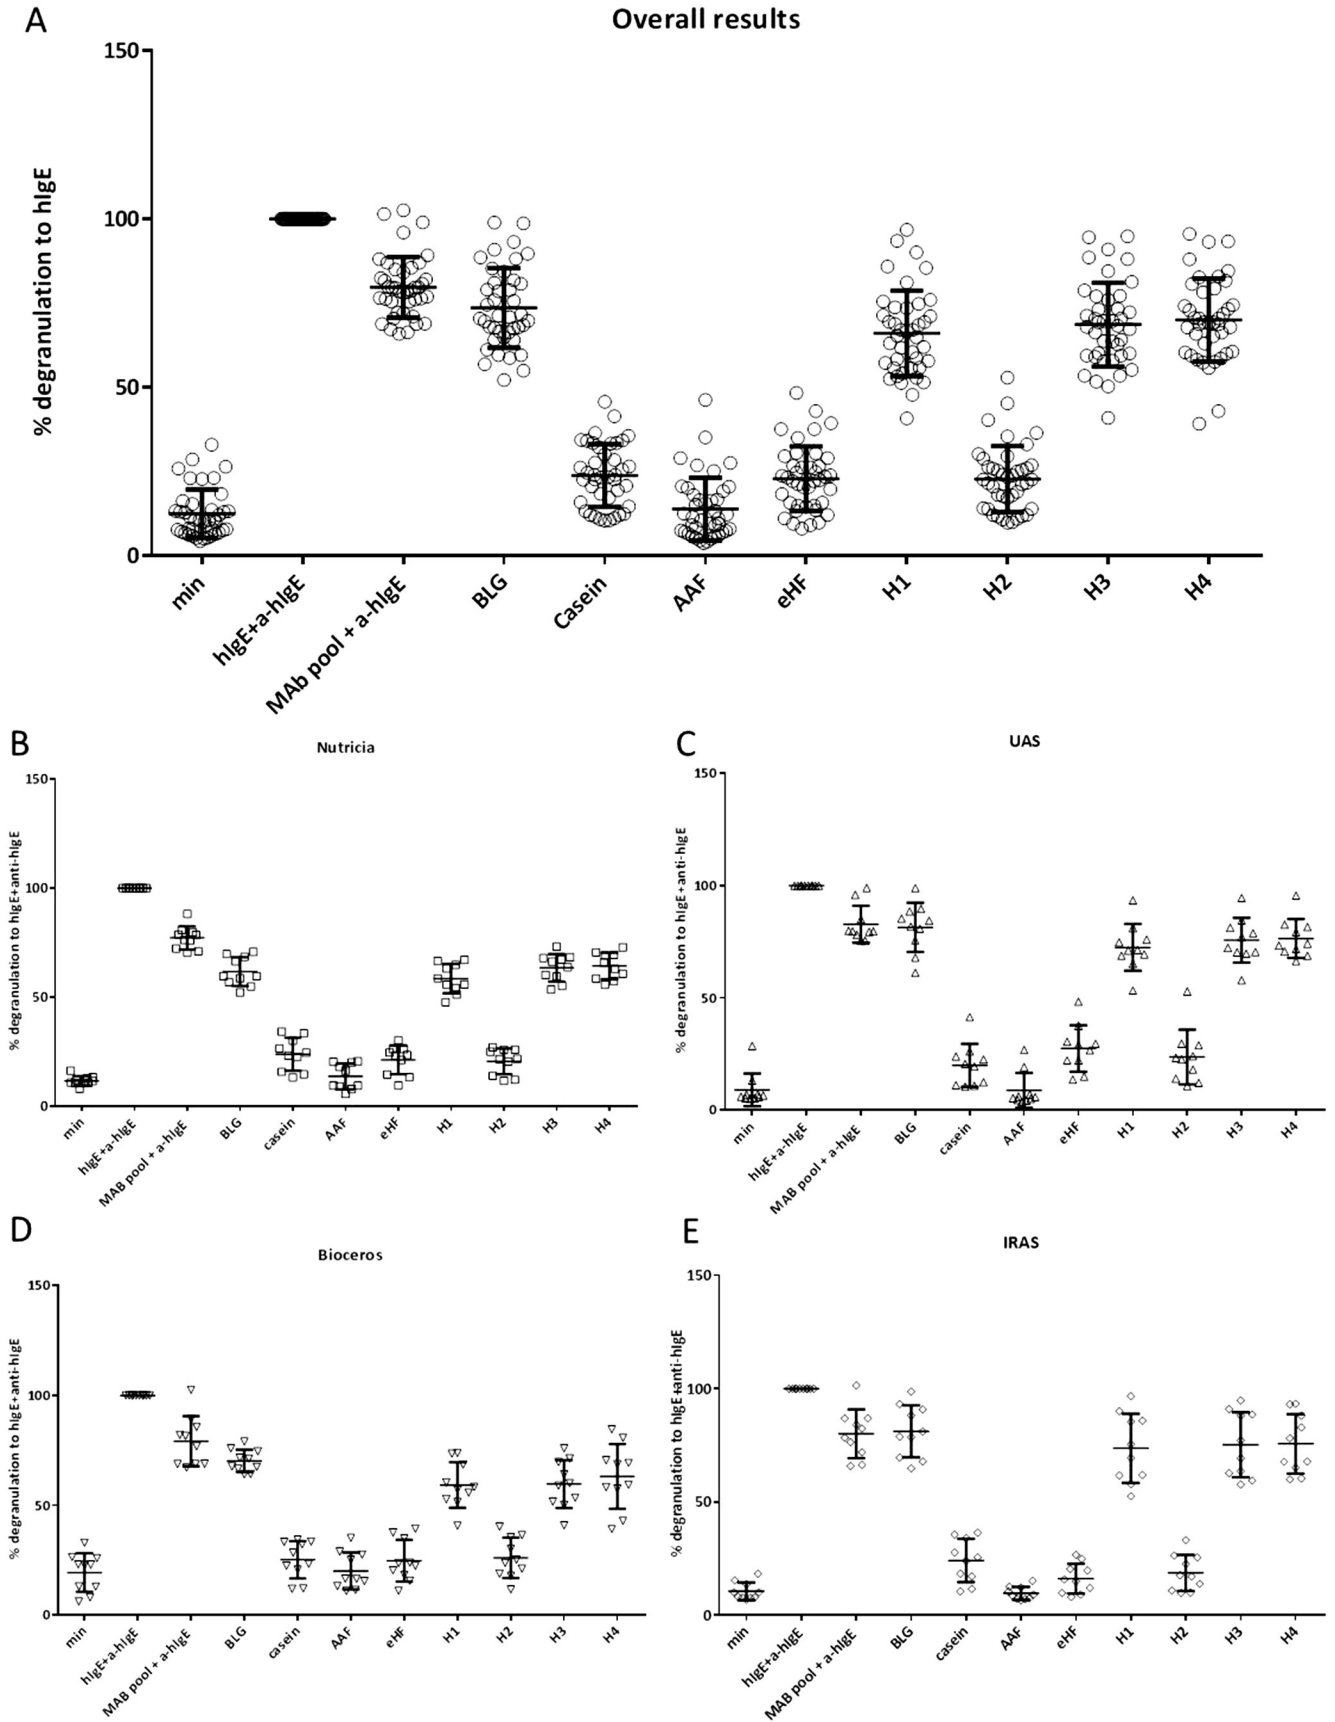 A
Overall results
% degranulation to hIgE
150
100
50
0
min
hIgE+a-hIgE
MAb pool + a-hIgE
BLG
Casein
AAF
eHF
H1
H2
H3
H4
B
Nutricia
% degranulation to hIgE+anti-hIgE
150
100
50
0
min
hIgE+a-hIgE
MAB pool + a-hIgE
BLG
casein
AAF
eHF
H1
H2
H3
H4
C
UAS
% degranulation to hIgE+anti-hIgE
150
100
50
0
min
hIgE+a-hIgE
MAB pool + a-hIgE
BLG
casein
AAF
eHF
H1
H2
H3
H4
D
Bioceros
% degranulation to hIgE+anti-hIgE
150
100
50
0
min
hIgE+a-hIgE
MAB pool + a-hIgE
BLG
casein
AAF
eHF
H1
H2
H3
H4
E
IRAS
% degranulation to hIgE+anti-hIgE
150
100
50
0
min
hIgE+a-hIgE
MAB pool + a-hIgE
BLG
casein
AAF
eHF
H1
H2
H3
H4